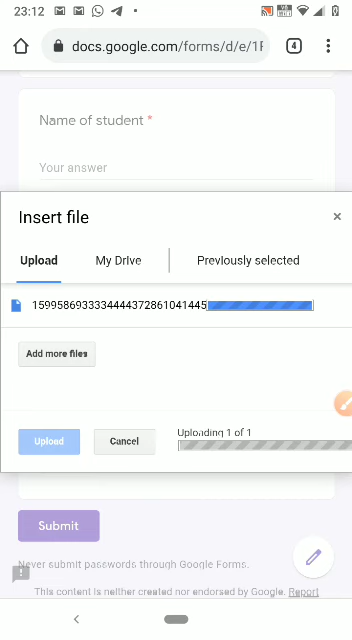 23:12
docs.google.com/forms/d/e/1F
4
Name of student *
Your answer
Insert file
×
Upload
My Drive
Previously selected
1599586933334444372861041445
Add more files
Upload
Cancel
Uploading 1 of 1
Submit
Never submit passwords through Google Forms.
This content is neither created nor endorsed by Google. Report